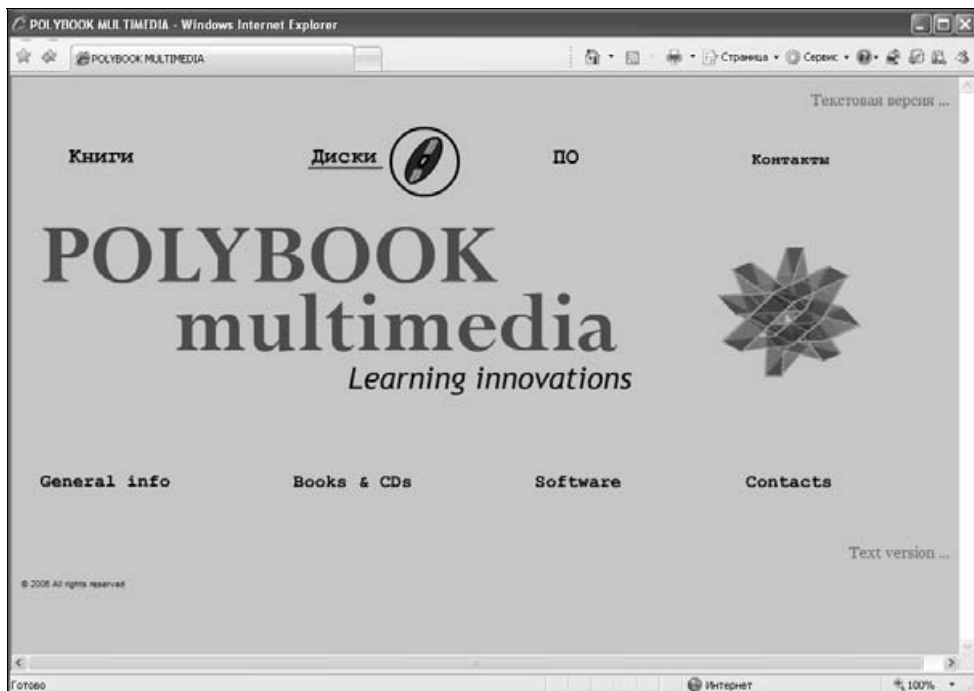 POLYBOOK MULTIMEDIA - Windows Internet Explorer
POLYBOOK MULTIMEDIA Страница Сервис
Текстовая версия ...
Книги Диски ПО Контакты
POLYBOOK
multimedia
Learning innovations
General info Books & CDs Software Contacts
Text version ...
© 2006 All rights reserved
Готово Интернет 100%